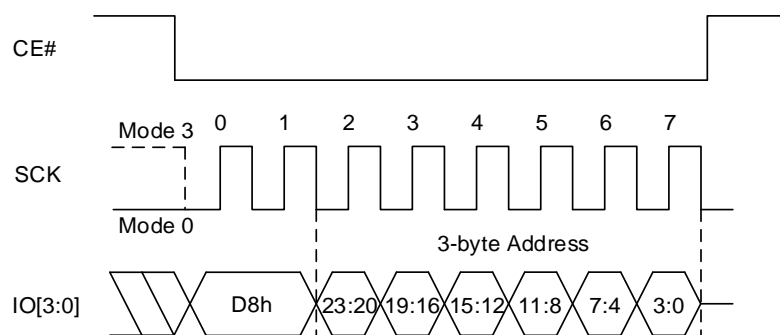 CE#
Mode 3 0 1 2 3 4 5 6 7
SCK
Mode 0
3-byte Address
IO[3:0] D8h 23:20 19:16 15:12 11:8 7:4 3:0